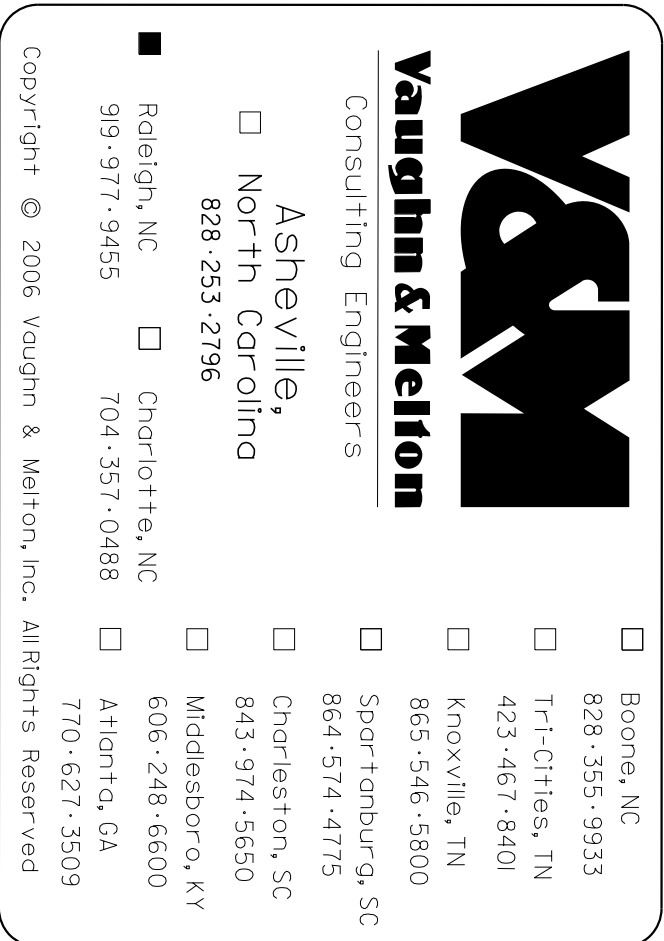 V&M
Vaughn & Melton
Consulting Engineers
Asheville,
North Carolina
828·253·2796
Raleigh, NC
919·977·9455
Charlotte, NC
704·357·0488
Boone, NC
828·355·9933
Tri-Cities, TN
423·467·8401
Knoxville, TN
865·546·5800
Spartanburg, SC
864·574·4775
Charleston, SC
843·974·5650
Middlesboro, KY
606·248·6600
Atlanta, GA
770·627·3509
Copyright © 2006 Vaughn & Melton, Inc. All Rights Reserved